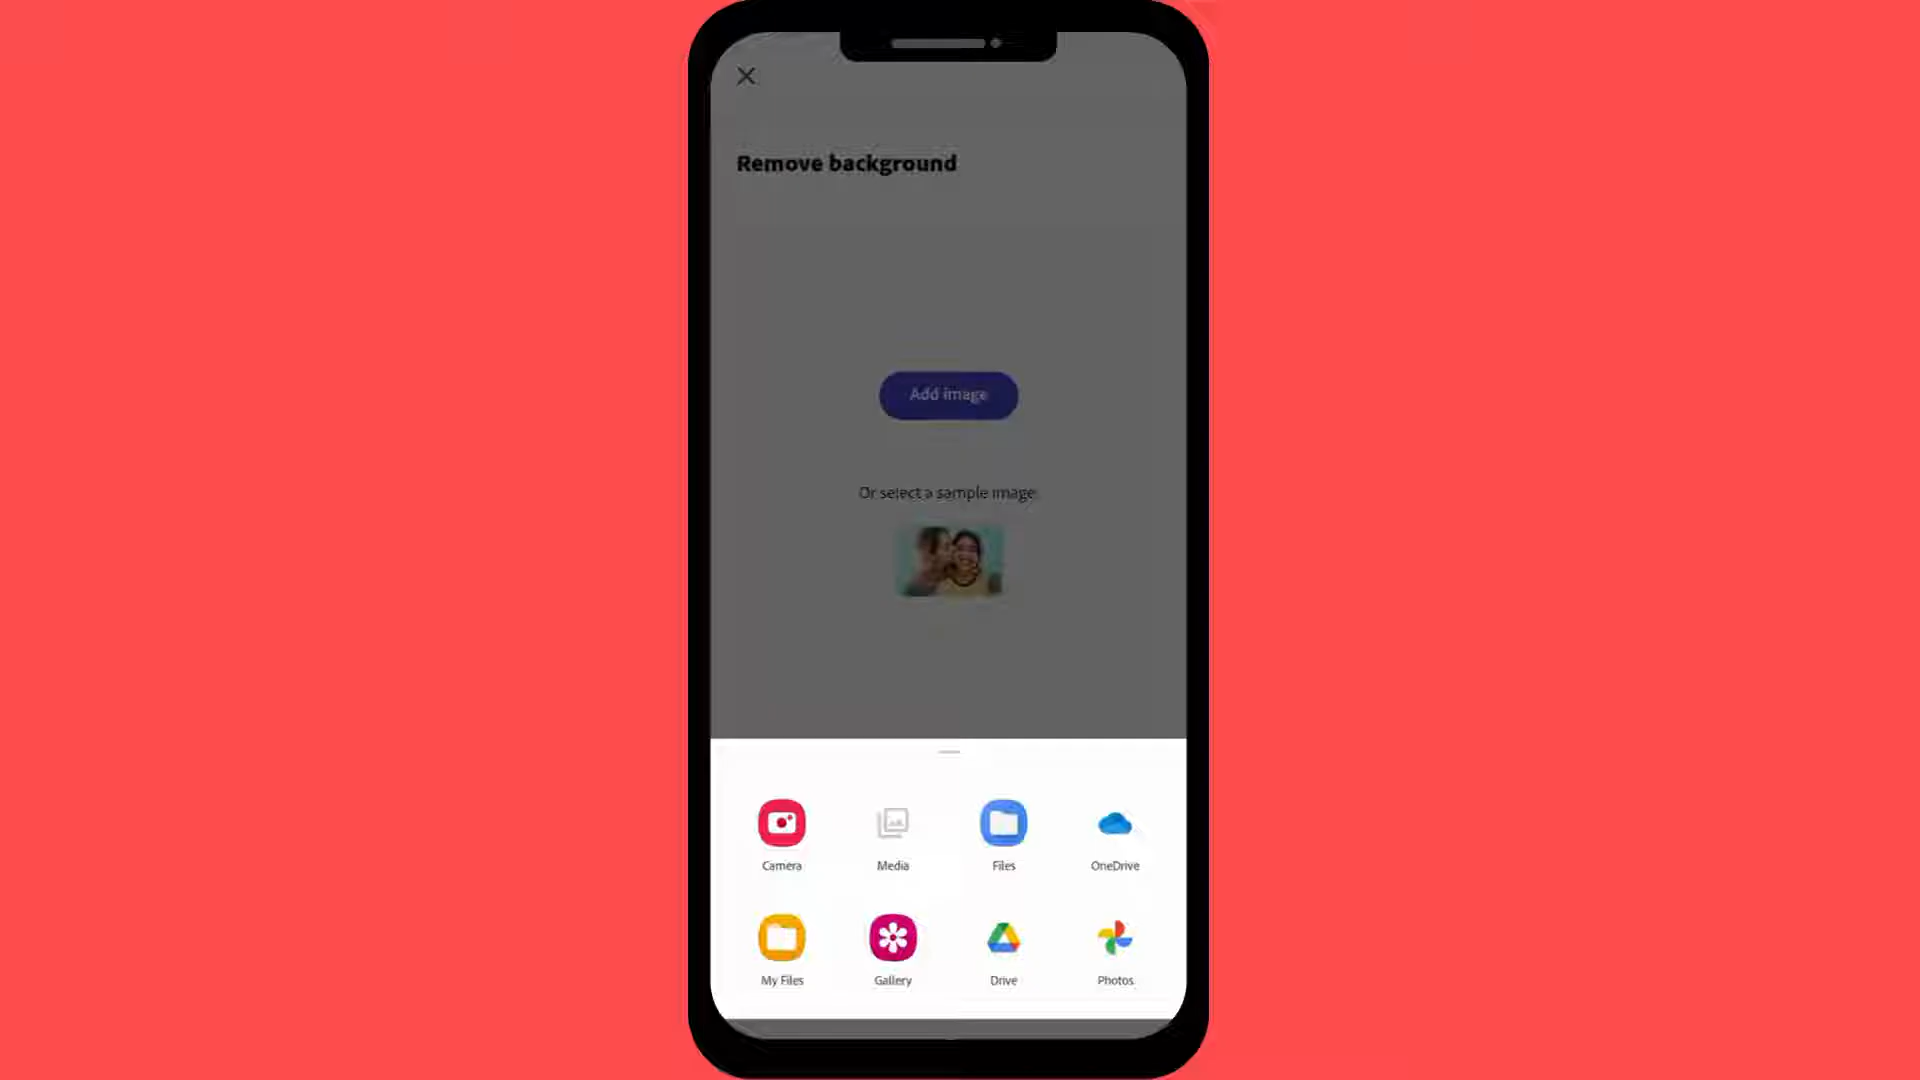 Remove background
Add image
Or select a sample image
Camera
Media
Files
OneDrive
My Files
Gallery
Drive
Photos